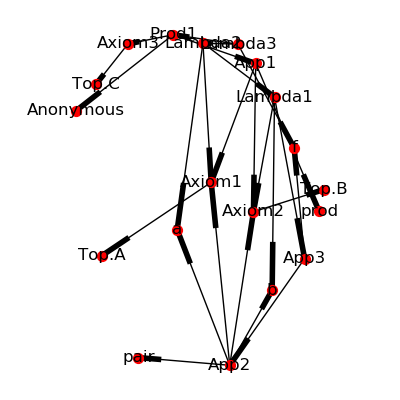 Prod1
Axiom3
Lambda2
Lambda3
App1
Top.C
Lambda1
Anonymous
f
Axiom1
Top.B
Axiom2
prod
a
Top.A
App3
pair
App2